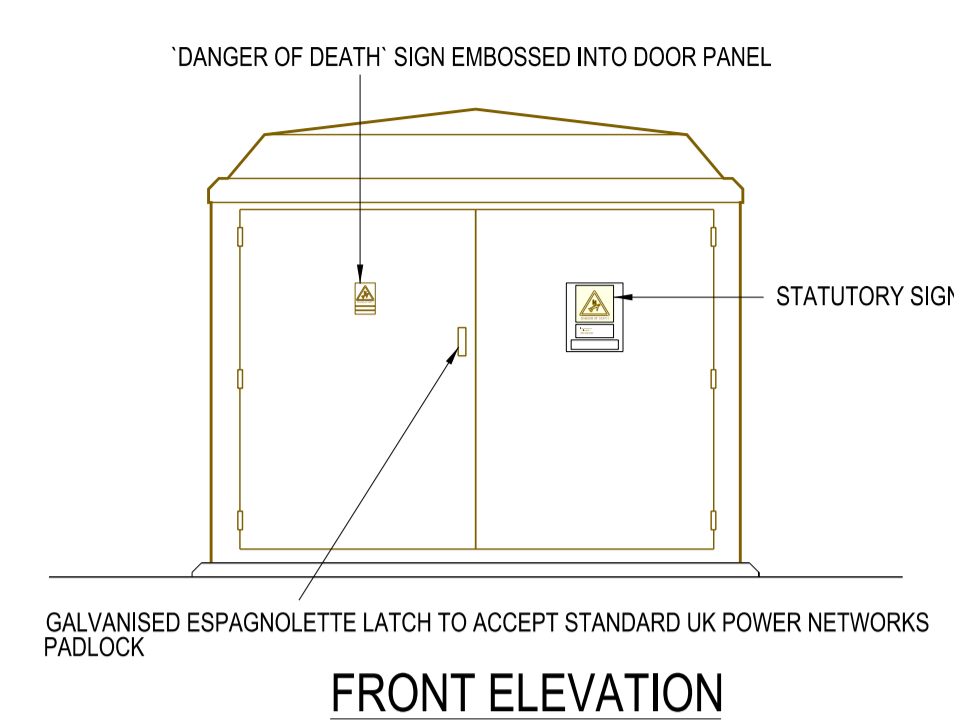 `DANGER OF DEATH` SIGN EMBOSSED INTO DOOR PANEL
STATUTORY SIGN
GALVANISED ESPAGNOLETTE LATCH TO ACCEPT STANDARD UK POWER NETWORKS
PADLOCK
FRONT ELEVATION